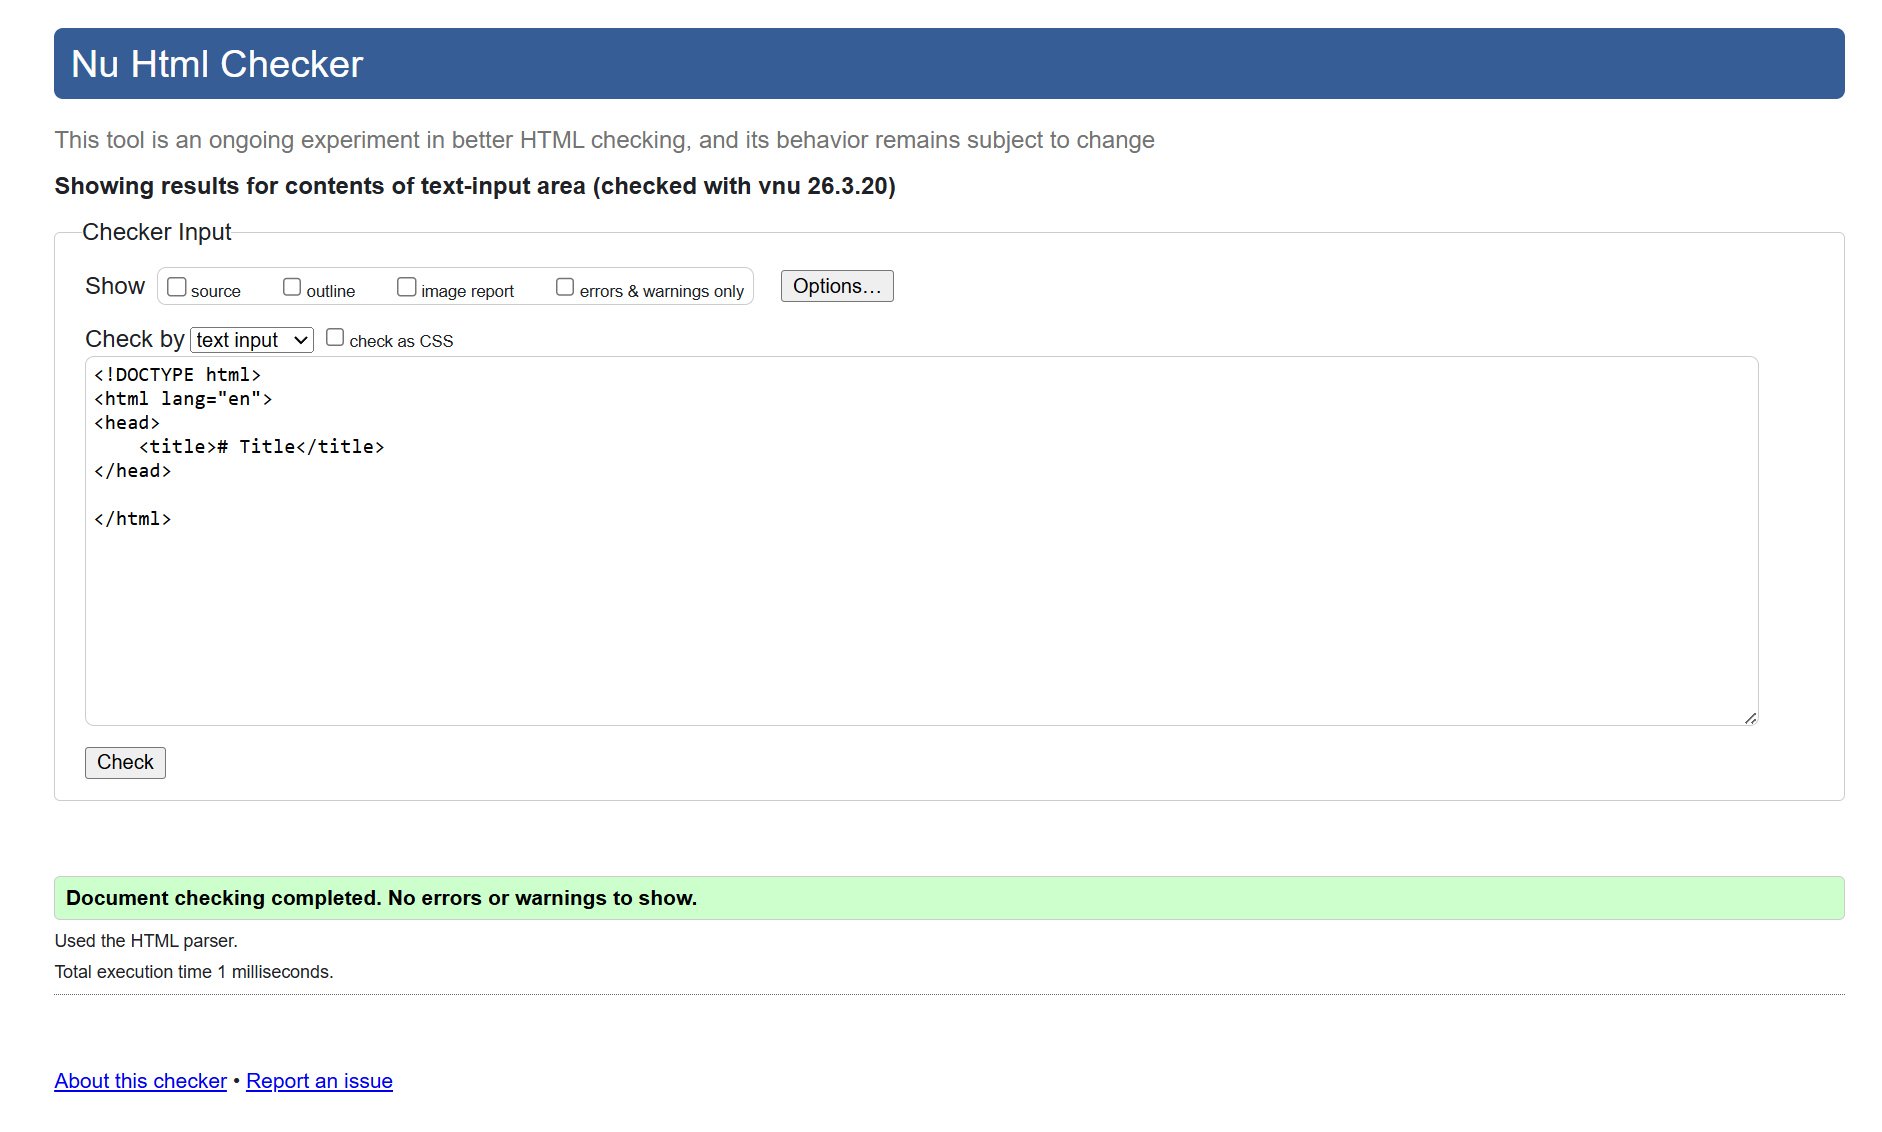 Nu Html Checker
This tool is an ongoing experiment in better HTML checking, and its behavior remains subject to change
Showing results for contents of text-input area (checked with vnu 26.3.20)
Checker Input
Show source outline image report errors & warnings only Options…
Check by text input check as CSS
<!DOCTYPE html>
<html lang="en">
<head>
    <title># Title</title>
</head>
</html>
Check
Document checking completed. No errors or warnings to show.
Used the HTML parser.
Total execution time 1 milliseconds.
About this checker • Report an issue